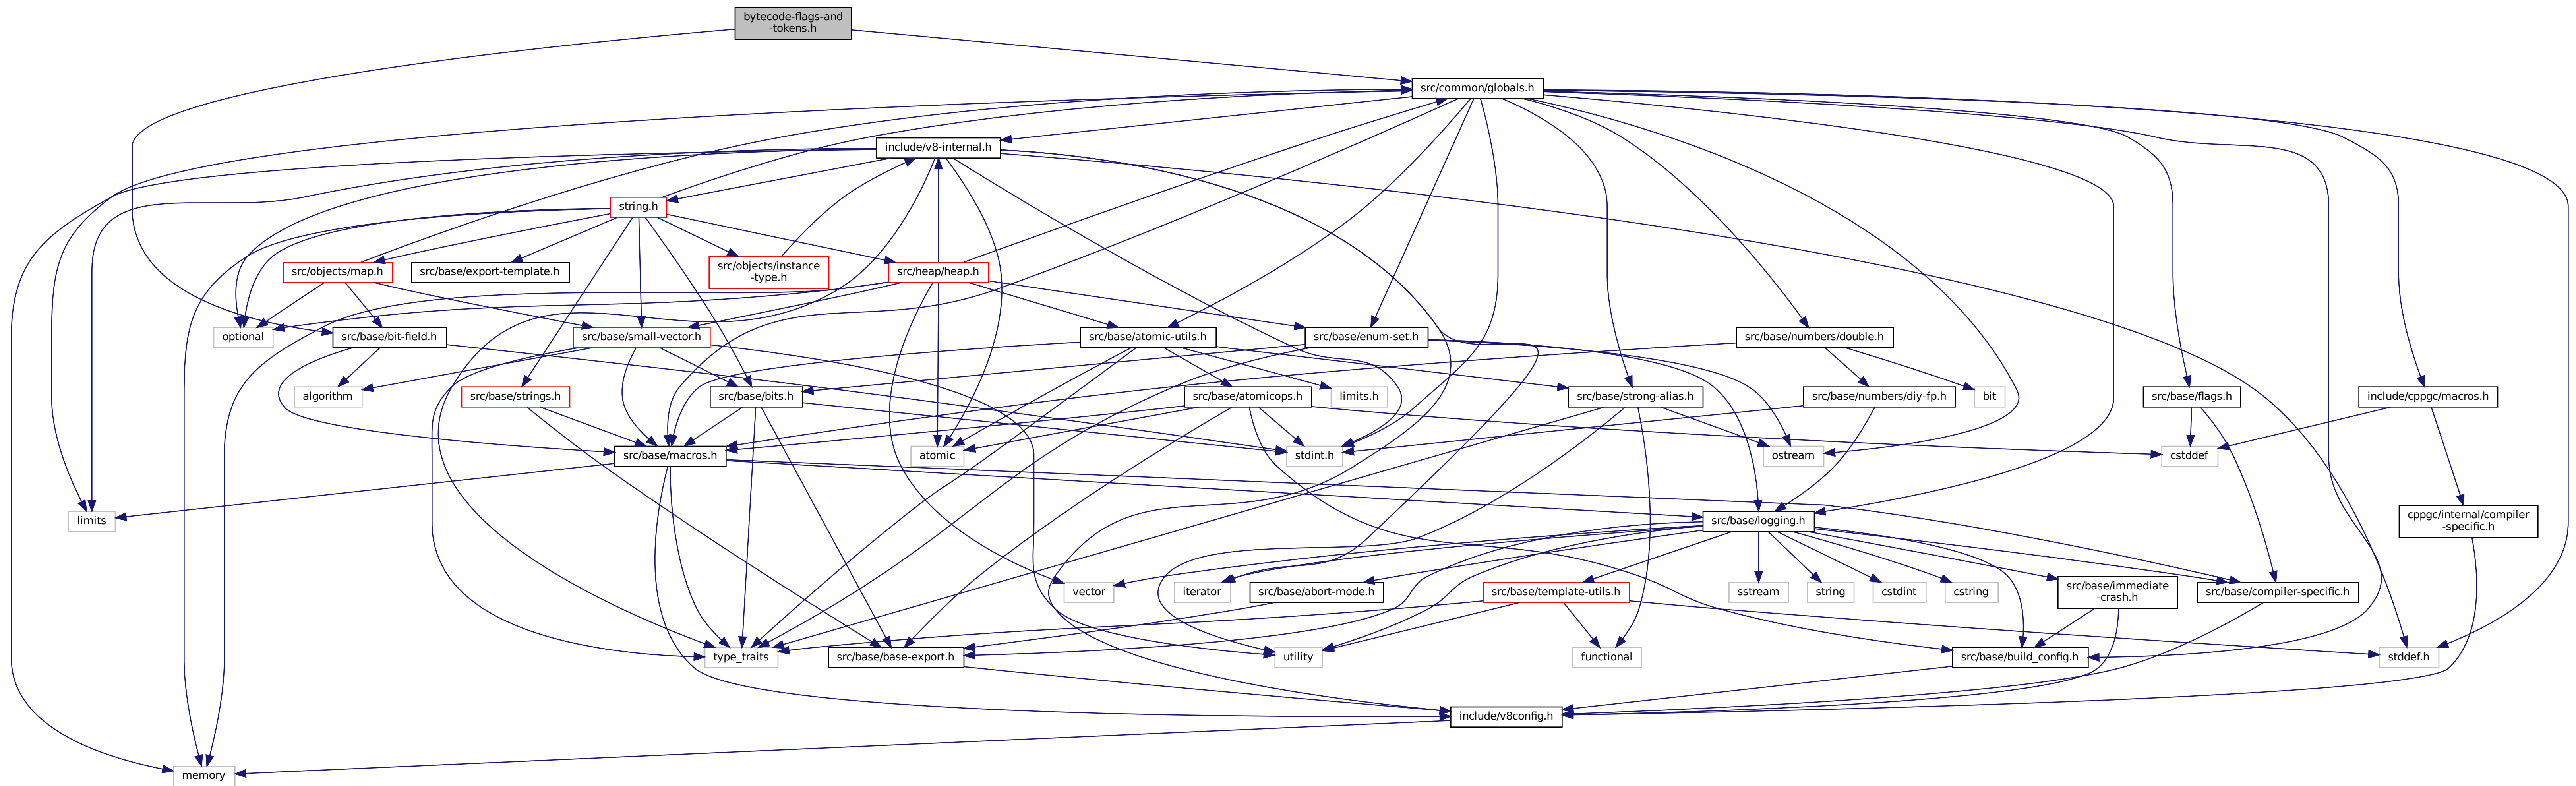 bytecode-flags-and
-tokens.h
src/common/globals.h
include/v8-internal.h
string.h
src/objects/map.h
src/base/export-template.h
src/objects/instance
-type.h
src/heap/heap.h
optional
src/base/bit-field.h
src/base/small-vector.h
src/base/atomic-utils.h
src/base/enum-set.h
src/base/numbers/double.h
algorithm
src/base/strings.h
src/base/bits.h
src/base/atomicops.h
limits.h
src/base/strong-alias.h
src/base/numbers/diy-fp.h
bit
src/base/flags.h
include/cppgc/macros.h
src/base/macros.h
atomic
stdint.h
ostream
cstddef
limits
src/base/logging.h
cppgc/internal/compiler
-specific.h
vector
iterator
src/base/abort-mode.h
src/base/template-utils.h
sstream
string
cstdint
cstring
src/base/immediate
-crash.h
src/base/compiler-specific.h
type_traits
src/base/base-export.h
utility
functional
src/base/build_config.h
stddef.h
include/v8config.h
memory